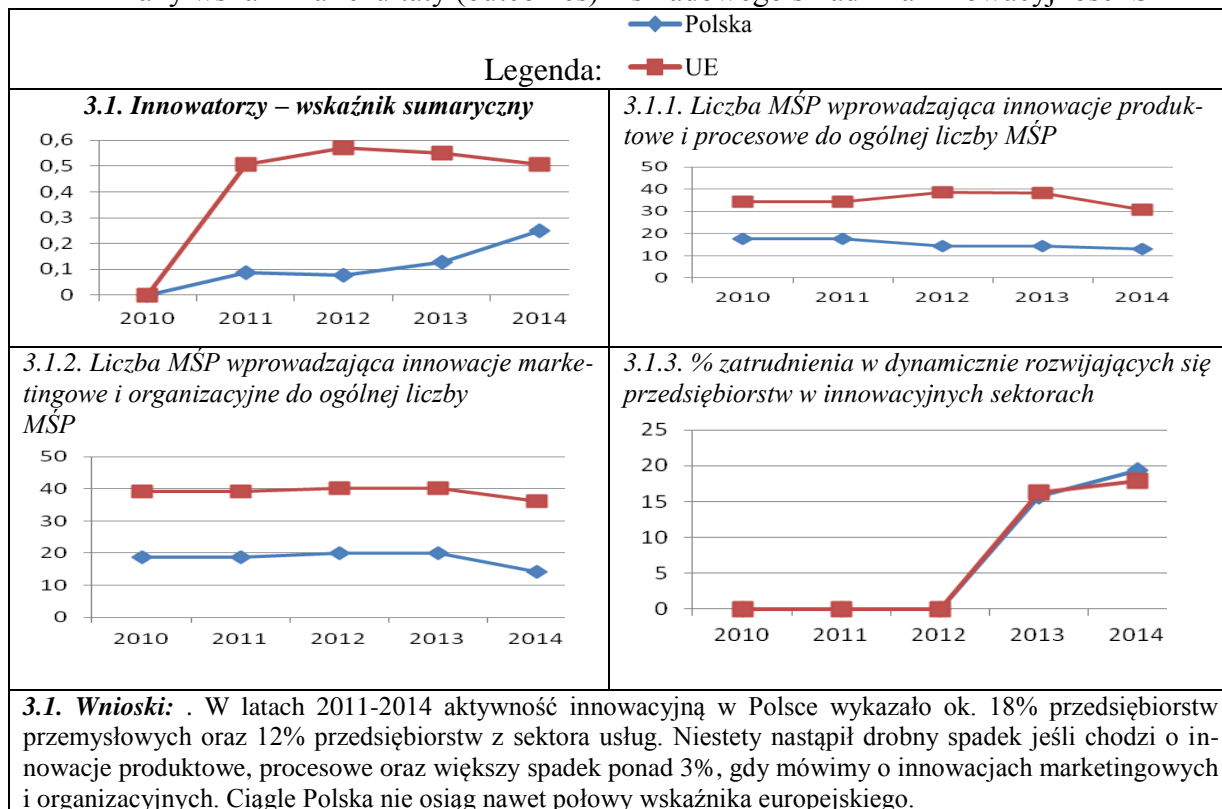 Polska
Legenda: UE
3.1. Innowatorzy – wskaźnik sumaryczny
0,6
0,5
0,4
0,3
0,2
0,1
0
2010 2011 2012 2013 2014
3.1.1. Liczba MŚP wprowadzająca innowacje produk-
towe i procesowe do ogólnej liczby MŚP
50
40
30
20
10
0
2010 2011 2012 2013 2014
3.1.2. Liczba MŚP wprowadzająca innowacje marke-
tingowe i organizacyjne do ogólnej liczby
MŚP
50
40
30
20
10
0
2010 2011 2012 2013 2014
3.1.3. % zatrudnienia w dynamicznie rozwijających się
przedsiębiorstw w innowacyjnych sektorach
25
20
15
10
5
0
2010 2011 2012 2013 2014
3.1. Wnioski: . W latach 2011-2014 aktywność innowacyjną w Polsce wykazało ok. 18% przedsiębiorstw
przemysłowych oraz 12% przedsiębiorstw z sektora usług. Niestety nastąpił drobny spadek jeśli chodzi o in-
nowacje produktowe, procesowe oraz większy spadek ponad 3%, gdy mówimy o innowacjach marketingowych
i organizacyjnych. Ciągle Polska nie osiąg nawet połowy wskaźnika europejskiego.